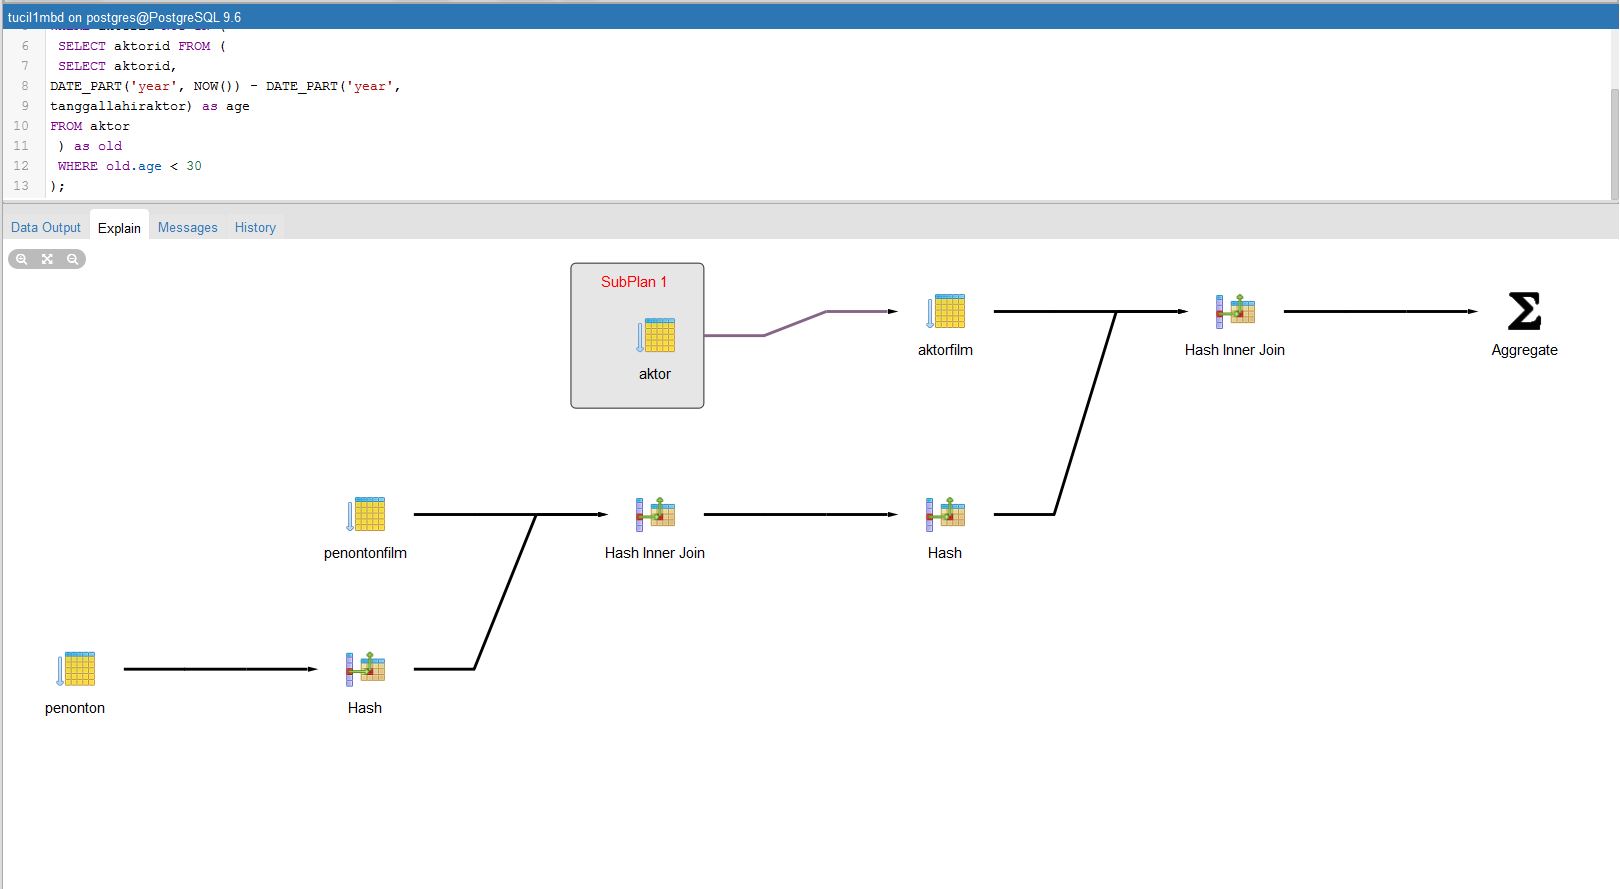 tucil1mbd on postgres@PostgreSQL 9.6
6 SELECT aktorid FROM (
7 SELECT aktorid,
8 DATE_PART('year', NOW()) - DATE_PART('year',
9 tanggallahiraktor) as age
10 FROM aktor
11 ) as old
12 WHERE old.age < 30
13 );
Data Output Explain Messages History
SubPlan 1
aktor
aktorfilm
Hash Inner Join
Aggregate
penontonfilm
Hash Inner Join
Hash
penonton
Hash